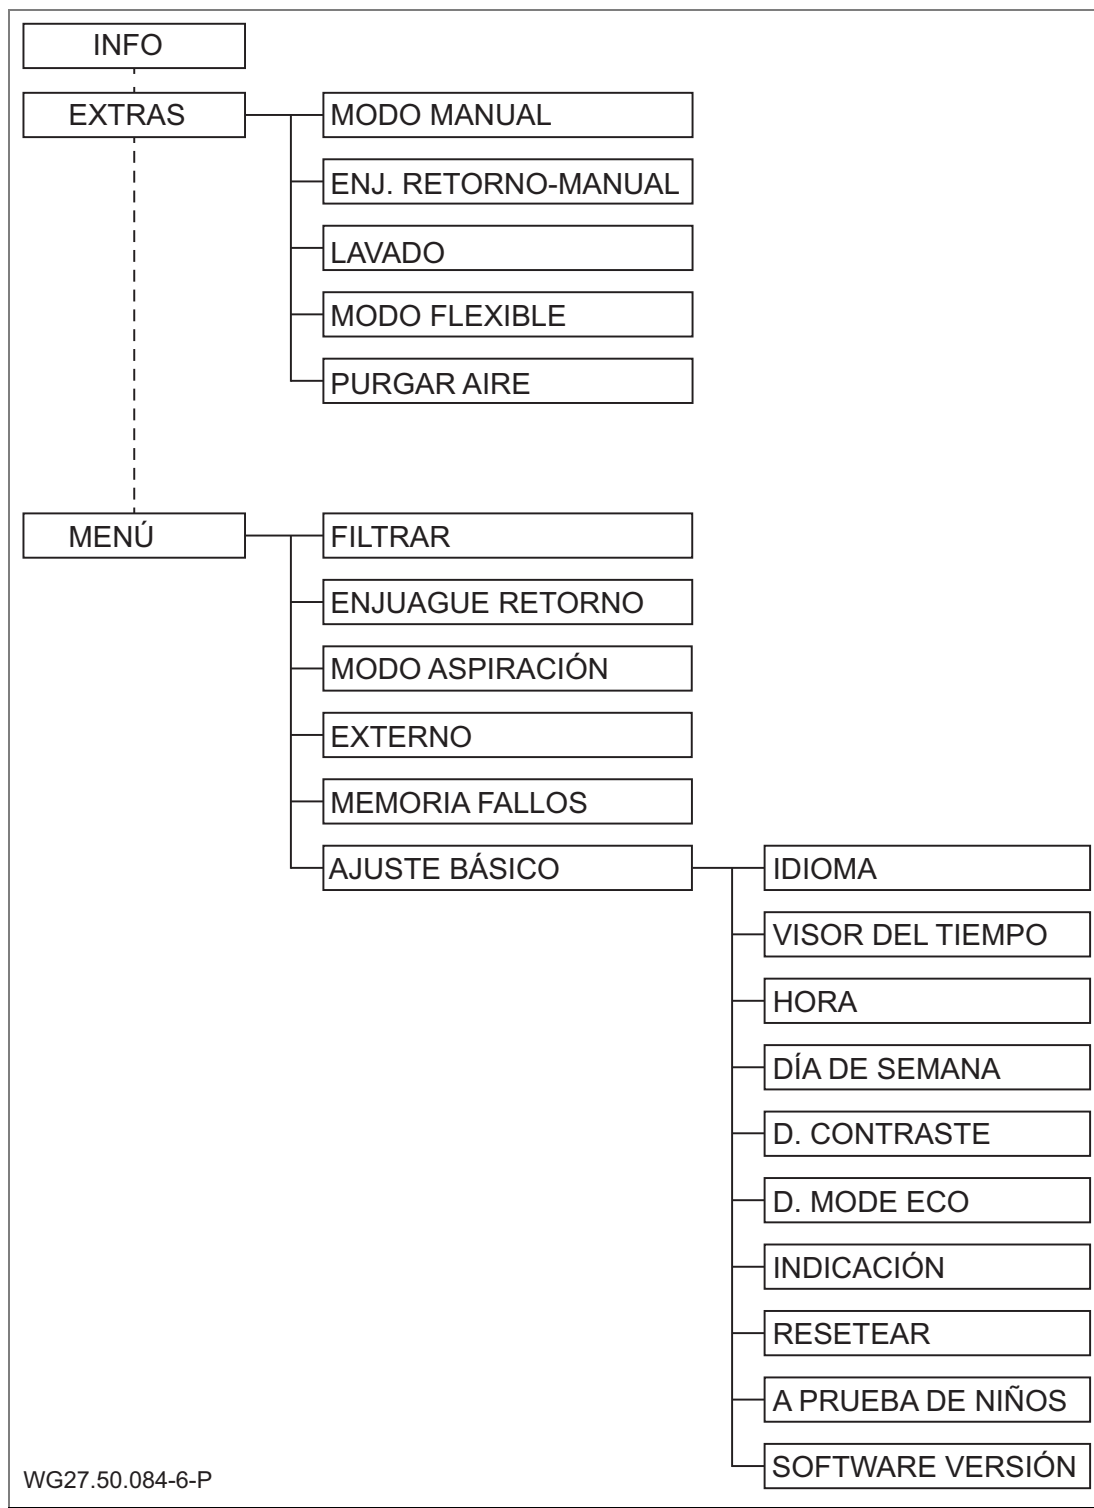 INFO
EXTRAS
MODO MANUAL
ENJ. RETORNO-MANUAL
LAVADO
MODO FLEXIBLE
PURGAR AIRE
MENÚ
FILTRAR
ENJUAGUE RETORNO
MODO ASPIRACIÓN
EXTERNO
MEMORIA FALLOS
AJUSTE BÁSICO
IDIOMA
VISOR DEL TIEMPO
HORA
DÍA DE SEMANA
D. CONTRASTE
D. MODE ECO
INDICACIÓN
RESETEAR
A PRUEBA DE NIÑOS
SOFTWARE VERSIÓN
WG27.50.084-6-P